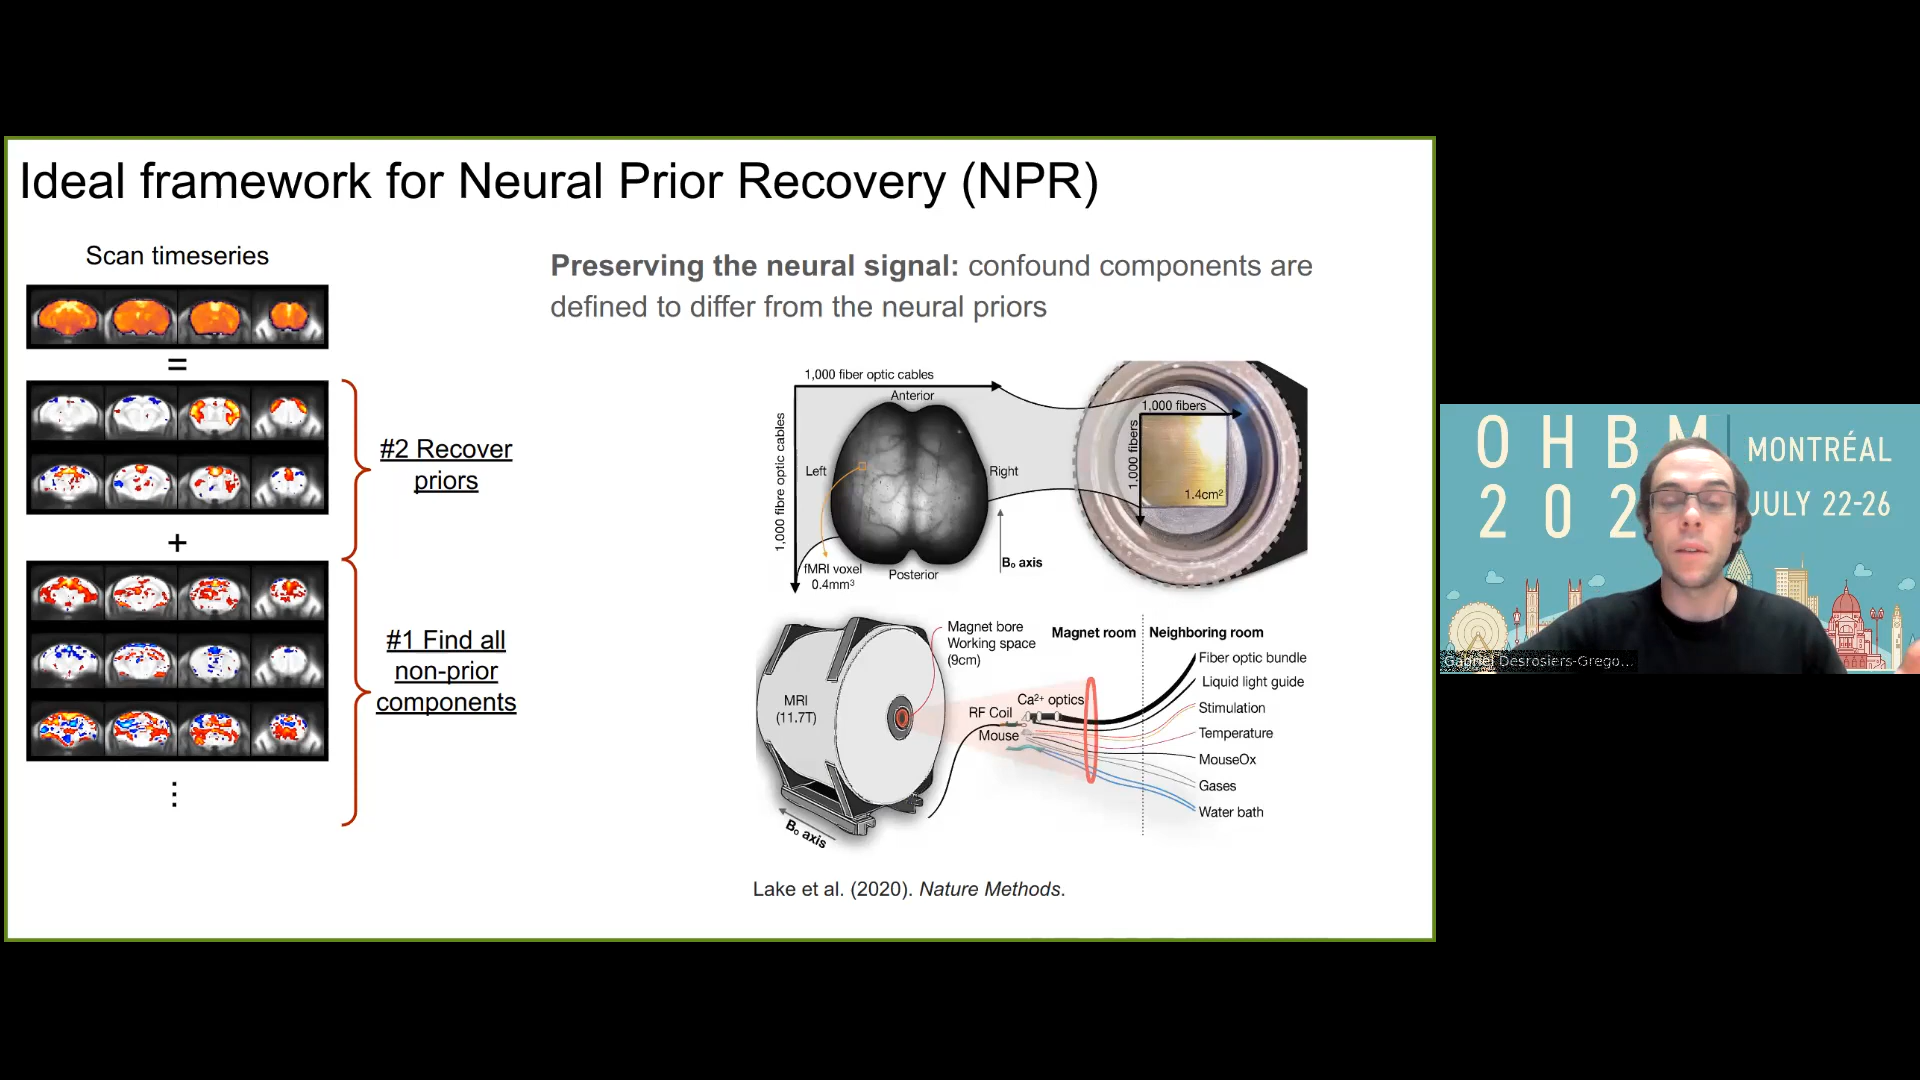 Ideal framework for Neural Prior Recovery (NPR)
Scan timeseries
=
+
⋮
#2 Recover
priors
#1 Find all
non-prior
components
Preserving the neural signal: confound components are
defined to differ from the neural priors
1,000 fiber optic cables
1,000 fibre optic cables
Anterior
Left
Right
Posterior
fMRI voxel
0.4mm³
B₀ axis
1,000 fibers
1,000 fibers
1.4cm²
Magnet bore
Working space
(9cm)
MRI
(11.7T)
B₀ axis
Magnet room
Neighboring room
RF Coil
Mouse
Ca²⁺ optics
Fiber optic bundle
Liquid light guide
Stimulation
Temperature
MouseOx
Gases
Water bath
Lake et al. (2020). Nature Methods.
OHBM
202
MONTRÉAL
JULY 22-26
Gabriel Desrosiers-Grego...